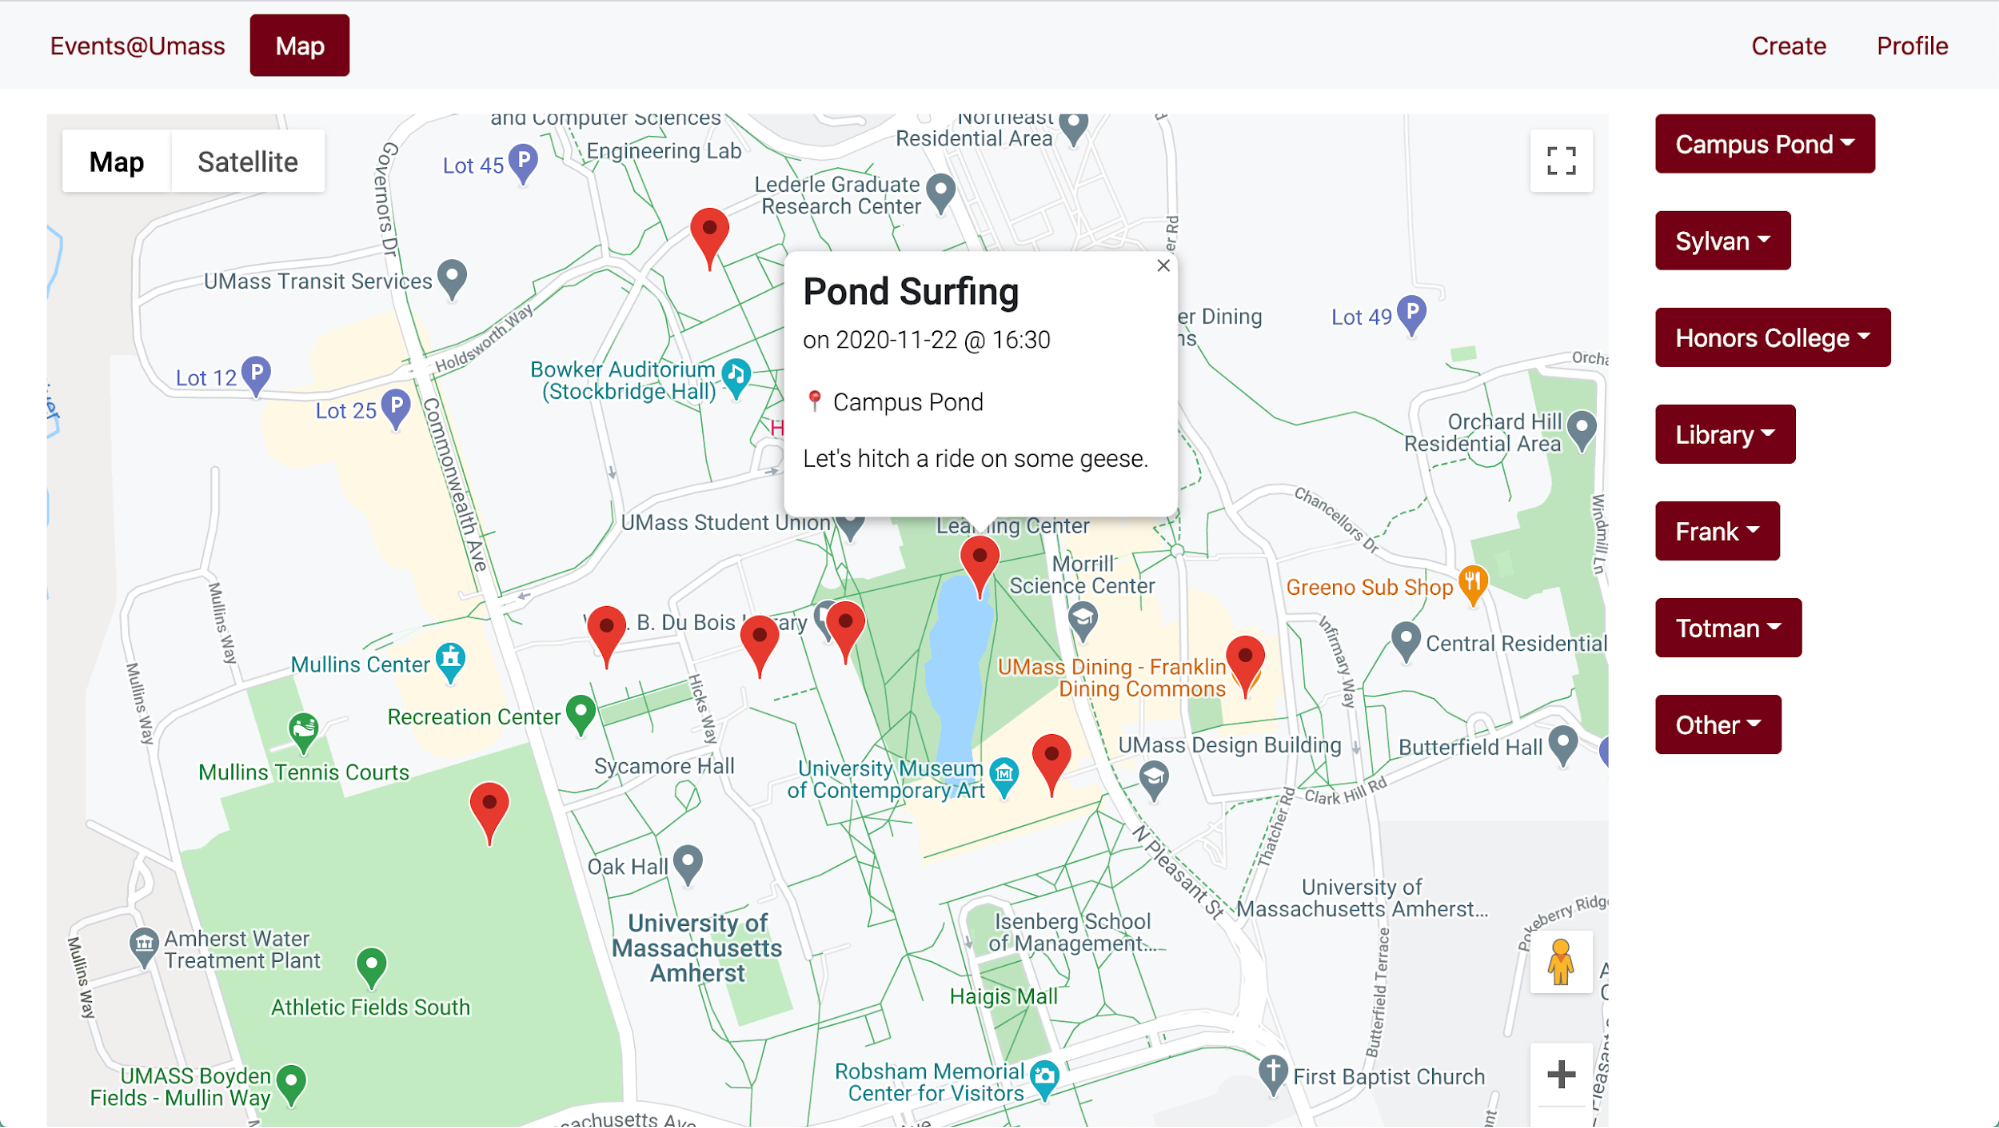 Events@Umass
Map
Create
Profile
Map
Satellite
and Computer Sciences
Engineering Lab
Northeast
Residential Area
Governors Dr
Lot 45
P
Lederle Graduate
Research Center
UMass Transit Services
Holdsworth Way
Lot 12
P
Lot 25
P
Commonwealth Ave
Bowker Auditorium
(Stockbridge Hall)
H
Pond Surfing
on 2020-11-22 @ 16:30
Campus Pond
Let's hitch a ride on some geese.
er Dining
Lot 49
P
Orchard Hill
Residential Area
Windmill Ln
Chancellors Dr
UMass Student Union
Center
Morrill
Science Center
Greeno Sub Shop
Central Residential
Infirmary Way
B. Du Bois
Mullins Center
Recreation Center
Hicks Way
Mullins Way
Mullins Way
Mullins Tennis Courts
UMass Dining - Franklin
Dining Commons
UMass Design Building
Butterfield Hall
Clark Hill Rd
Thatcher Rd
Sycamore Hall
University Museum
of Contemporary Art
N Pleasant St
Oak Hall
University of
Massachusetts
Amherst
Isenberg School
of Management...
Haigis Mall
University of
Massachusetts Amherst...
Butterfield Terrace
Amherst Water
Treatment Plant
Mullins Way
Athletic Fields South
UMASS Boyden
Fields - Mullin Way
Robsham Memorial
Center for Visitors
First Baptist Church
Campus Pond
Sylvan
Honors College
Library
Frank
Totman
Other